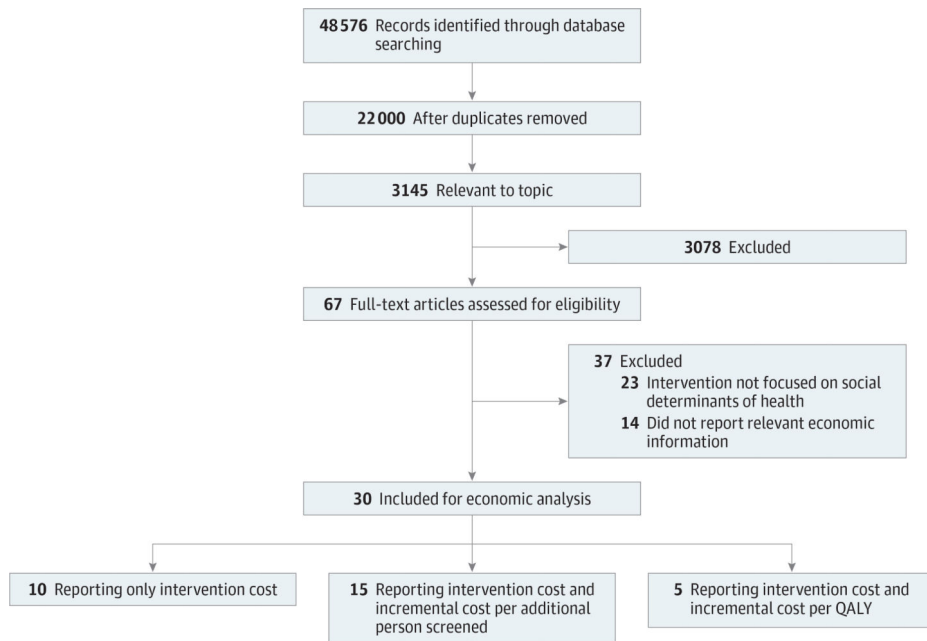 48576 Records identified through database
searching
22000 After duplicates removed
3145 Relevant to topic
3078 Excluded
67 Full-text articles assessed for eligibility
37 Excluded
23 Intervention not focused on social
determinants of health
14 Did not report relevant economic
information
30 Included for economic analysis
10 Reporting only intervention cost
15 Reporting intervention cost and
incremental cost per additional
person screened
5 Reporting intervention cost and
incremental cost per QALY